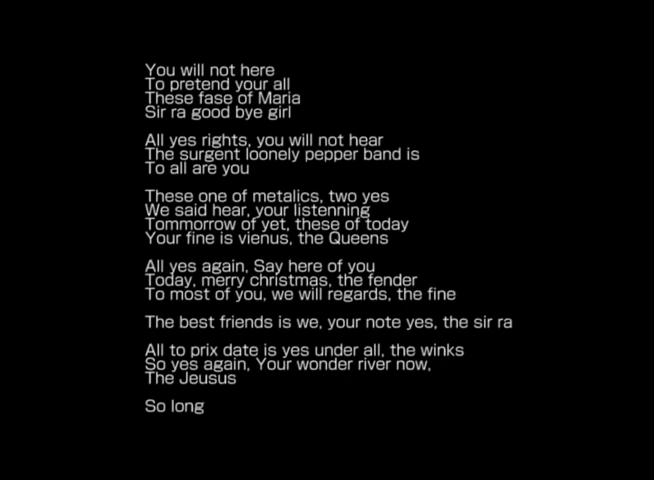 You will not here
To pretend your all
These fase of Maria
Sir ra good bye girl
All yes rights, you will not hear
The surgent loonely pepper band is
To all are you
These one of metalics, two yes
We said hear, your listenning
Tommorrow of yet, these of today
Your fine is vienus, the Queens
All yes again, Say here of you
Today, merry christmas, the fender
To most of you, we will regards, the fine
The best friends is we, your note yes, the sir ra
All to prix date is yes under all, the winks
So yes again, Your wonder river now,
The Jeusus
So long